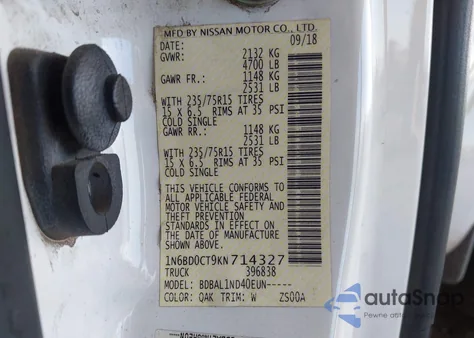 MFD BY NISSAN MOTOR CO., LTD.
DATE: 09/18
GVWR: 2132 KG
4700 LB
GAWR FR.: 1148 KG
2531 LB
WITH 235/75R15 TIRES
15 x 6.5 RIMS AT 35 PSI
COLD SINGLE
GAWR RR.: 1148 KG
2531 LB
WITH 235/75R15 TIRES
15 x 6.5 RIMS AT 35 PSI
COLD SINGLE
THIS VEHICLE CONFORMS TO
ALL APPLICABLE FEDERAL
MOTOR VEHICLE SAFETY AND
THEFT PREVENTION
STANDARDS IN EFFECT ON
THE DATE OF MANUFACTURE
SHOWN ABOVE.
1N6BD0CT9KN714327
TRUCK 396838
MODEL: BDBAL1ND40EUN-----
COLOR: QAK TRIM: W ZS00A
autoSnap
Рухаємо Авто